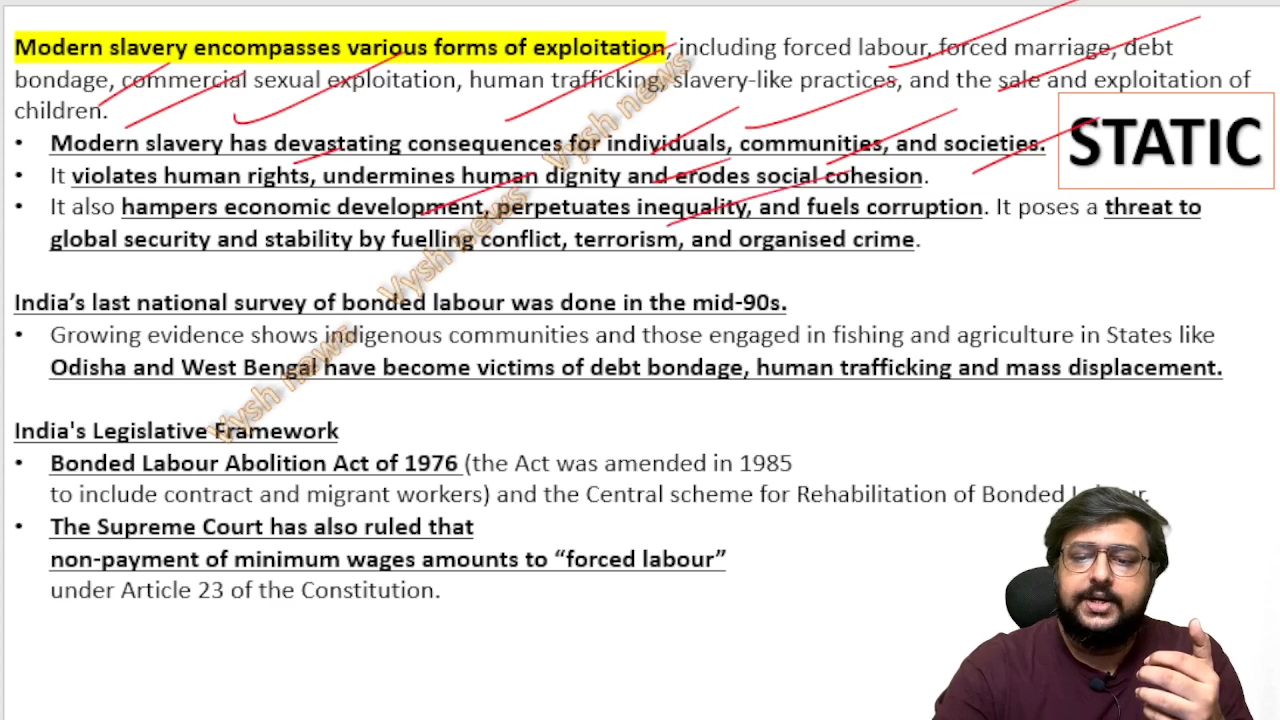 Modern slavery encompasses various forms of exploitation, including forced labour, forced marriage, debt
bondage, commercial sexual exploitation, human trafficking, slavery-like practices, and the sale and exploitation of
children.
STATIC
• Modern slavery has devastating consequences for individuals, communities, and societies.
• It violates human rights, undermines human dignity and erodes social cohesion.
• It also hampers economic development, perpetuates inequality, and fuels corruption. It poses a threat to
global security and stability by fuelling conflict, terrorism, and organised crime.
India’s last national survey of bonded labour was done in the mid-90s.
• Growing evidence shows indigenous communities and those engaged in fishing and agriculture in States like
Odisha and West Bengal have become victims of debt bondage, human trafficking and mass displacement.
India's Legislative Framework
• Bonded Labour Abolition Act of 1976 (the Act was amended in 1985
to include contract and migrant workers) and the Central scheme for Rehabilitation of Bonded
• The Supreme Court has also ruled that
non-payment of minimum wages amounts to “forced labour”
under Article 23 of the Constitution.
Vysh news
Vysh news
Vysh news